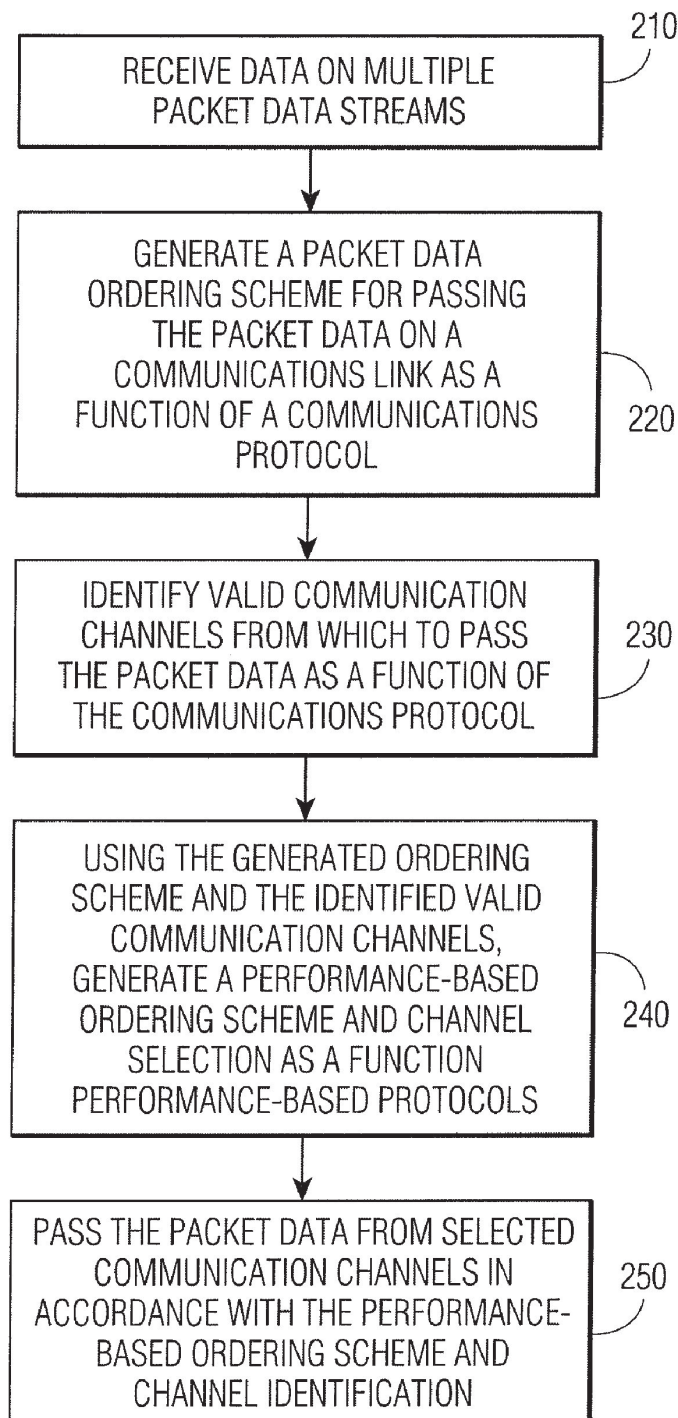 210
RECEIVE DATA ON MULTIPLE
PACKET DATA STREAMS
GENERATE A PACKET DATA
ORDERING SCHEME FOR PASSING
THE PACKET DATA ON A
COMMUNICATIONS LINK AS A
FUNCTION OF A COMMUNICATIONS
PROTOCOL
220
IDENTIFY VALID COMMUNICATION
CHANNELS FROM WHICH TO PASS
THE PACKET DATA AS A FUNCTION OF
THE COMMUNICATIONS PROTOCOL
230
USING THE GENERATED ORDERING
SCHEME AND THE IDENTIFIED VALID
COMMUNICATION CHANNELS,
GENERATE A PERFORMANCE-BASED
ORDERING SCHEME AND CHANNEL
SELECTION AS A FUNCTION
PERFORMANCE-BASED PROTOCOLS
240
PASS THE PACKET DATA FROM SELECTED
COMMUNICATION CHANNELS IN
ACCORDANCE WITH THE PERFORMANCE-
BASED ORDERING SCHEME AND
CHANNEL IDENTIFICATION
250